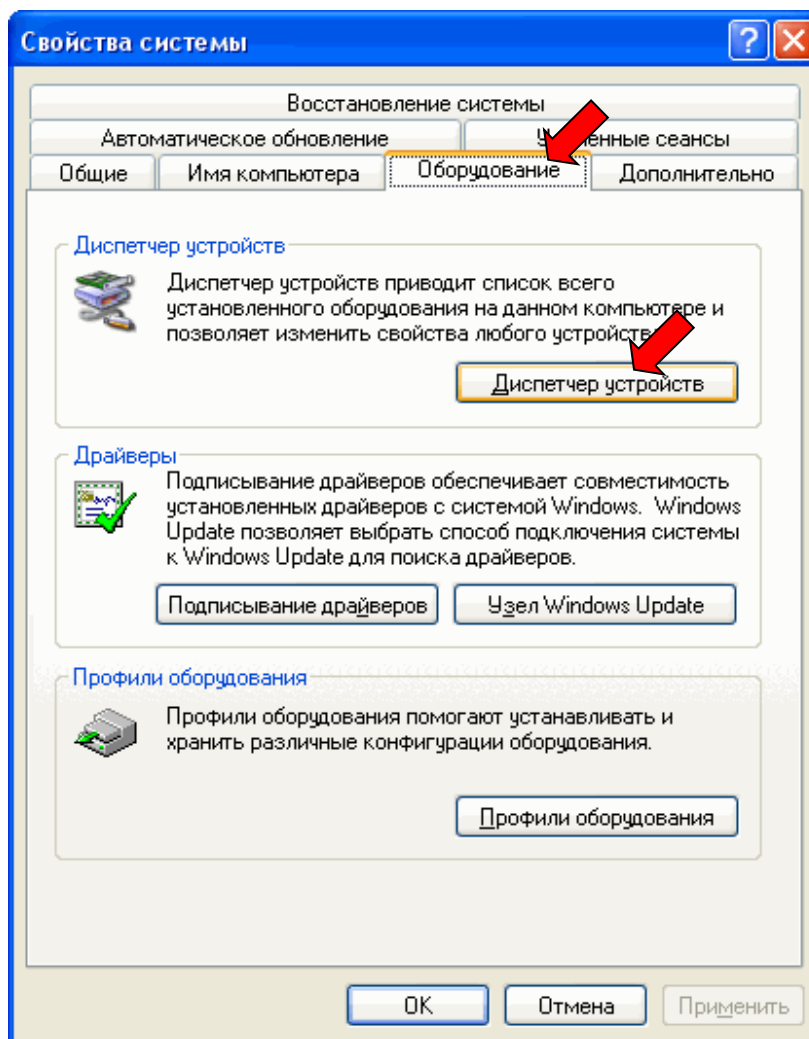 Свойства системы
Восстановление системы
Автоматическое обновление
сеансы
Общие
Имя компьютера
Оборудование
Дополнительно
Диспетчер устройств
Диспетчер устройств приводит список всего
установленного оборудования на данном компьютере и
позволяет изменить свойства любого
Диспетчер устройств
Драйверы
Подписывание драйверов обеспечивает совместимость
установленных драйверов с системой Windows. Windows
Update позволяет выбрать способ подключения системы
к Windows Update для поиска драйверов.
Подписывание драйверов
Узел Windows Update
Профили оборудования
Профили оборудования помогают устанавливать и
хранить различные конфигурации оборудования.
Профили оборудования
OK
Отмена
Применить